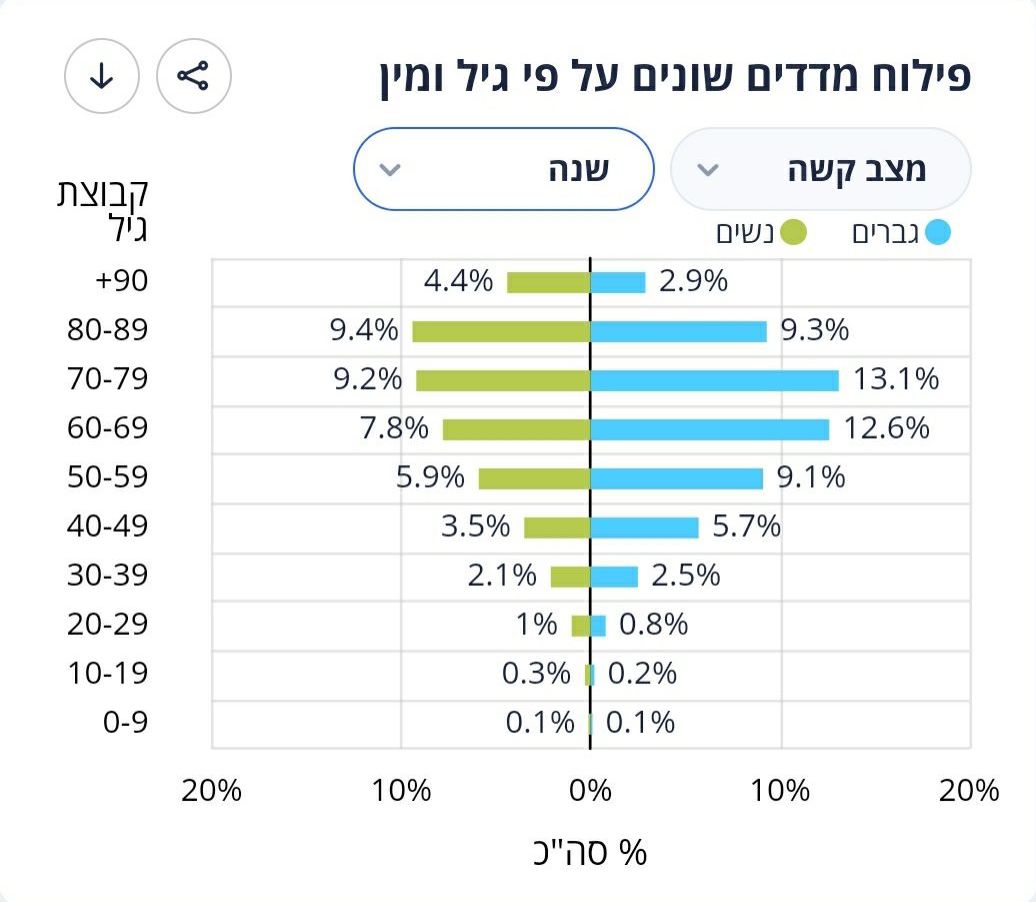 פילוח מדדים שונים על פי גיל ומין
מצב קשה
שנה
גברים
נשים
קבוצת
גיל
+90 4.4% 2.9%
80-89 9.4% 9.3%
70-79 9.2% 13.1%
60-69 7.8% 12.6%
50-59 5.9% 9.1%
40-49 3.5% 5.7%
30-39 2.1% 2.5%
20-29 1% 0.8%
10-19 0.3% 0.2%
0-9 0.1% 0.1%
20% 10% 0% 10% 20%
% סה"כ